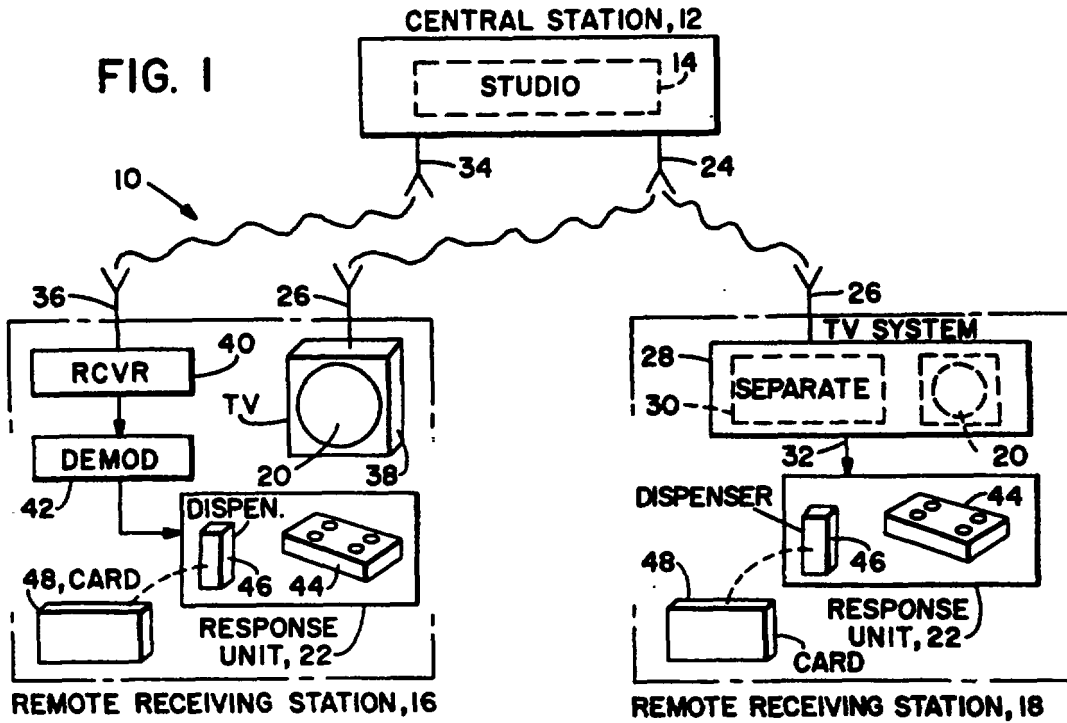 CENTRAL STATION, 12
FIG. 1
STUDIO
14
34
24
10
36
26
26
TV SYSTEM
RCVR
40
28
SEPARATE
30
TV
DEMOD
20
38
32
20
42
DISPEN.
DISPENSER
44
48, CARD
46
44
48
46
RESPONSE
UNIT, 22
RESPONSE
UNIT, 22
CARD
REMOTE RECEIVING STATION, 16
REMOTE RECEIVING STATION, 18